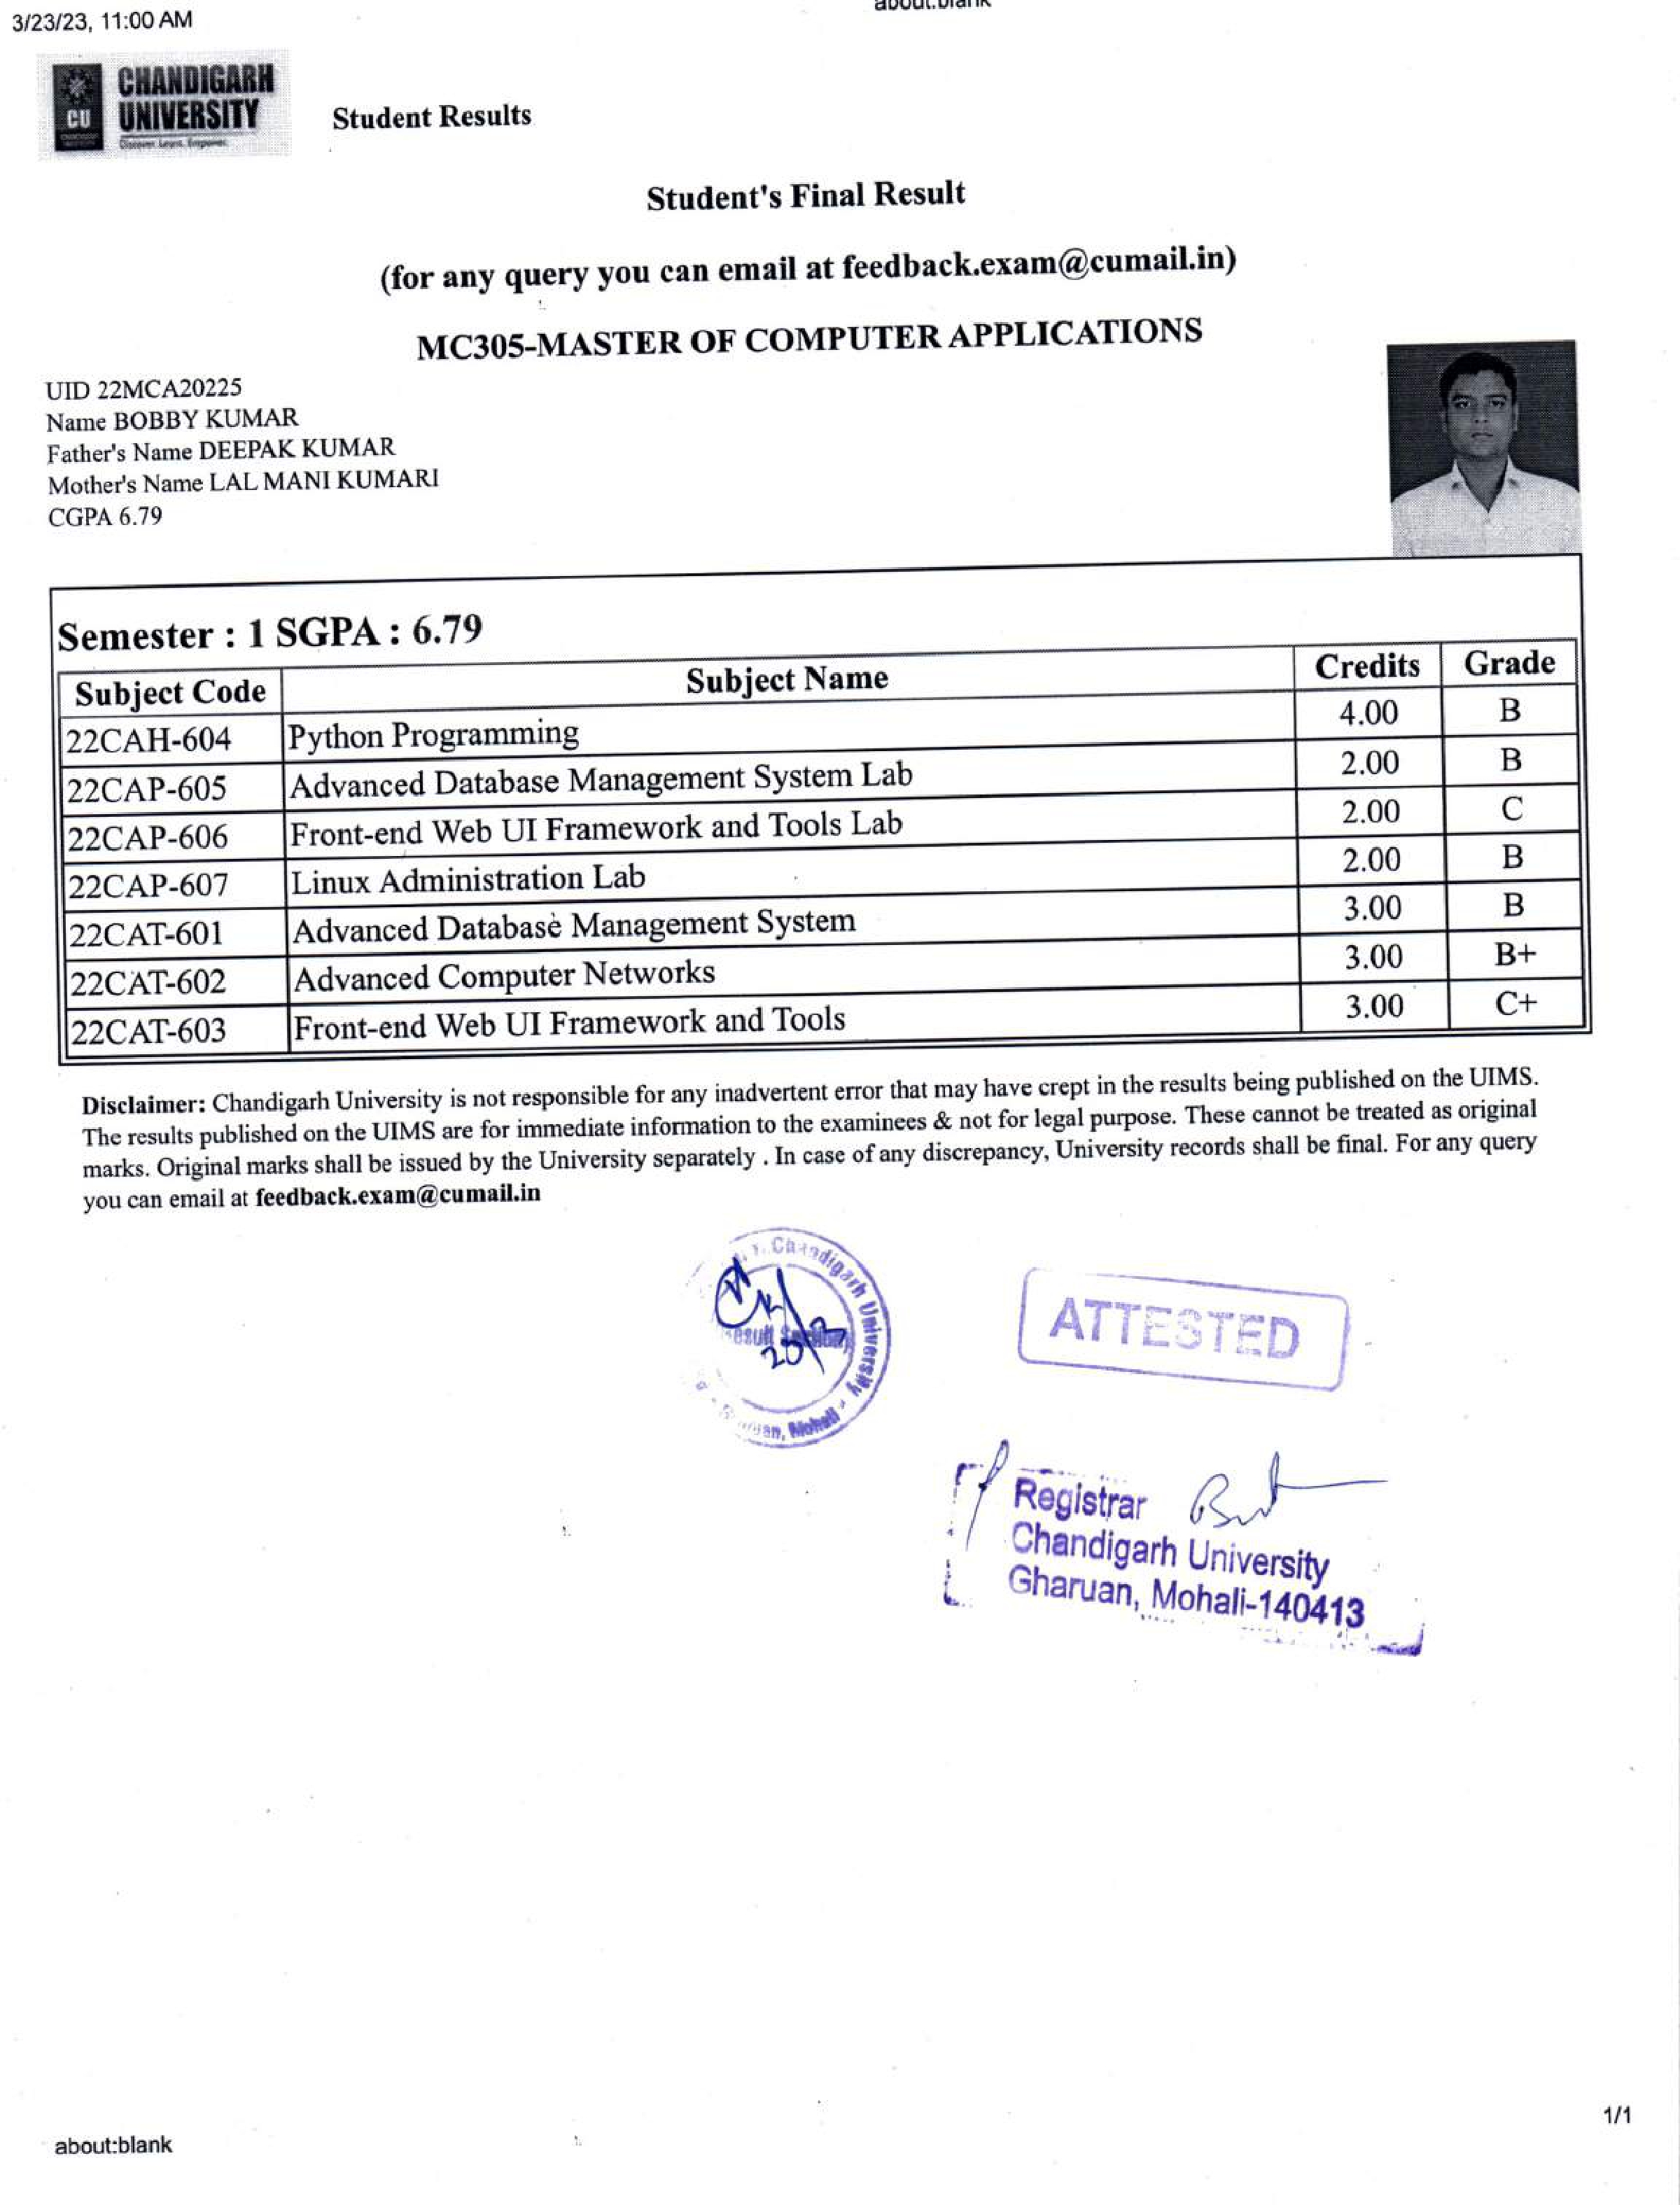 3/23/23, 11:00 AM
about:blank
CHANDIGARH
UNIVERSITY
CU
Discover. Learn. Empower.
Student Results
Student's Final Result
(for any query you can email at feedback.exam@cumail.in)
MC305-MASTER OF COMPUTER APPLICATIONS
UID 22MCA20225
Name BOBBY KUMAR
Father's Name DEEPAK KUMAR
Mother's Name LAL MANI KUMARI
CGPA 6.79
Semester : 1 SGPA : 6.79
Subject Code Subject Name Credits Grade
22CAH-604 Python Programming 4.00 B
22CAP-605 Advanced Database Management System Lab 2.00 B
22CAP-606 Front-end Web UI Framework and Tools Lab 2.00 C
22CAP-607 Linux Administration Lab 2.00 B
22CAT-601 Advanced Database Management System 3.00 B
22CAT-602 Advanced Computer Networks 3.00 B+
22CAT-603 Front-end Web UI Framework and Tools 3.00 C+
Disclaimer: Chandigarh University is not responsible for any inadvertent error that may have crept in the results being published on the UIMS.
The results published on the UIMS are for immediate information to the examinees & not for legal purpose. These cannot be treated as original
marks. Original marks shall be issued by the University separately . In case of any discrepancy, University records shall be final. For any query
you can email at feedback.exam@cumail.in
Chandigarh University
Mohali
ATTESTED
Registrar
Chandigarh University
Gharuan, Mohali-140413
about:blank
1/1